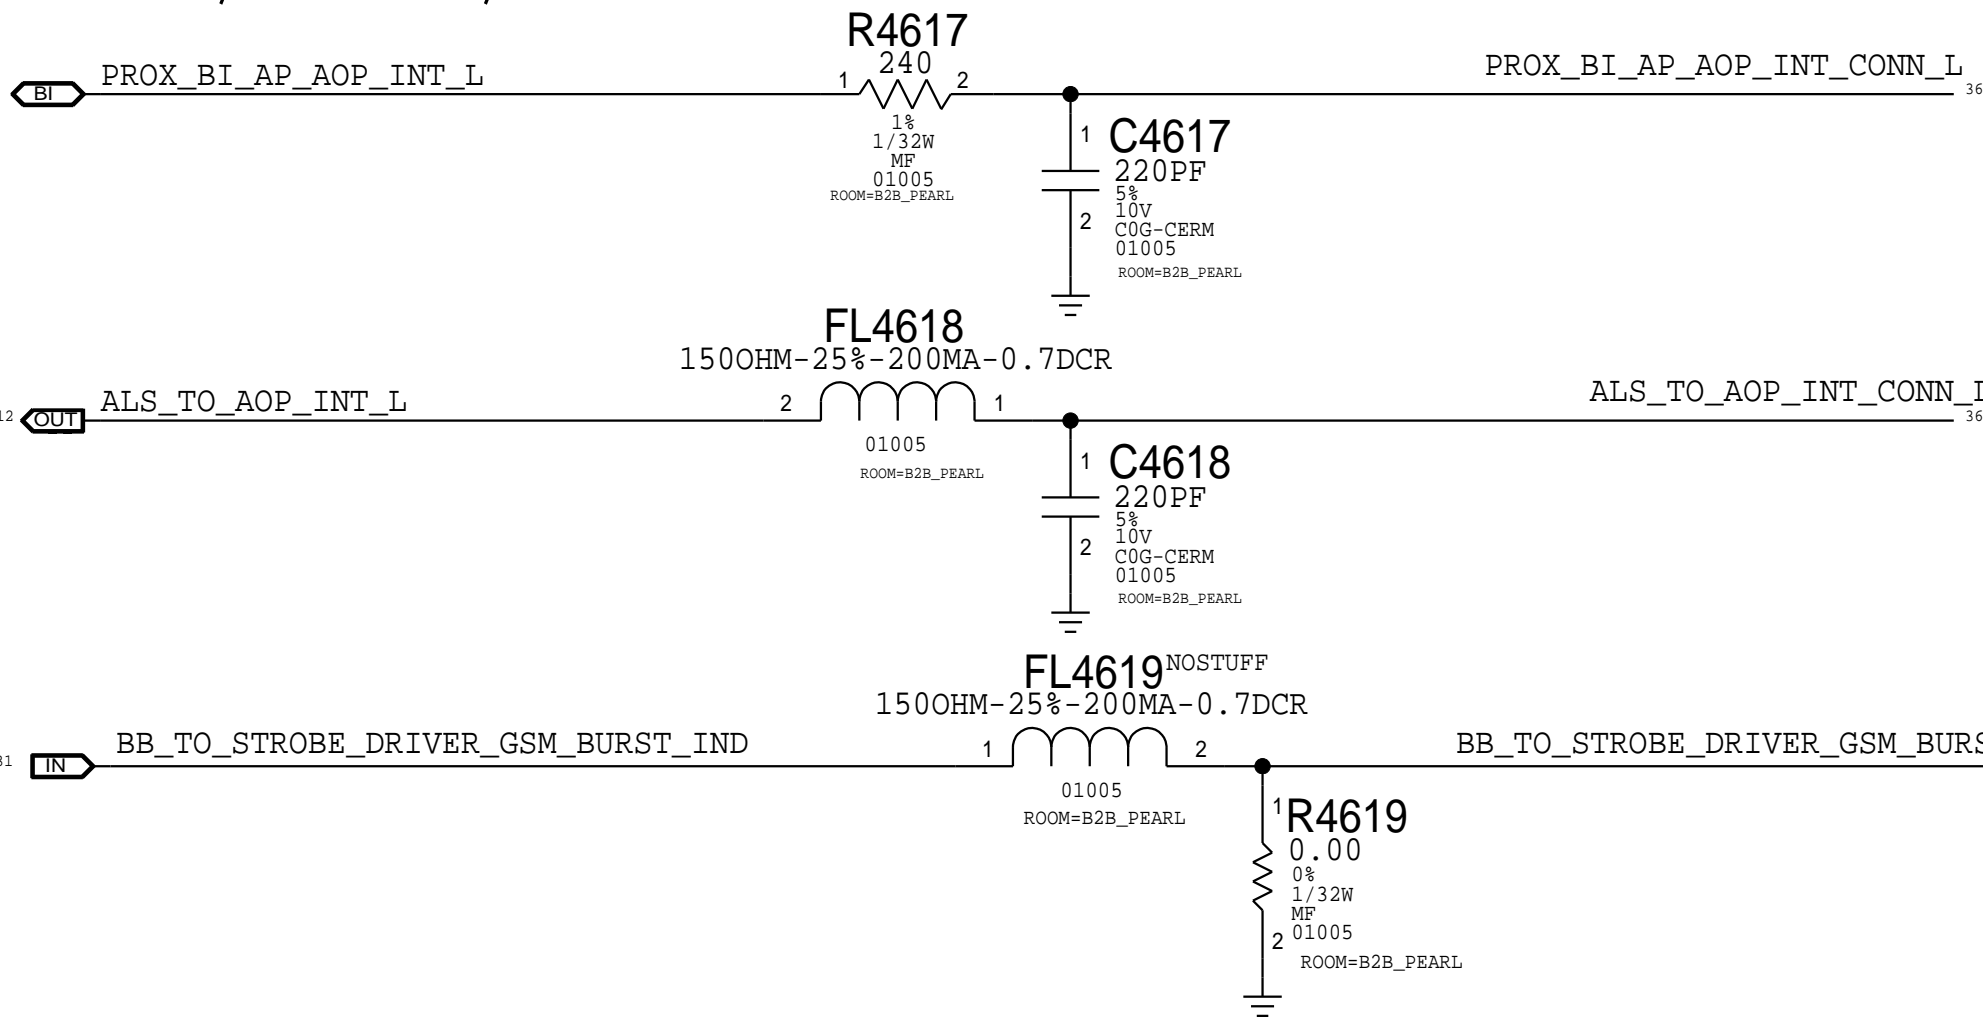 R4617
240
PROX_BI_AP_AOP_INT_L
BI
1
2
PROX_BI_AP_AOP_INT_CONN_L
36
1%
1/32W
MF
01005
ROOM=B2B_PEARL
1
C4617
220PF
5%
10V
C0G-CERM
01005
2
ROOM=B2B_PEARL
FL4618
150OHM-25%-200MA-0.7DCR
12
OUT
ALS_TO_AOP_INT_L
2
1
ALS_TO_AOP_INT_CONN_L
36
01005
ROOM=B2B_PEARL
1
C4618
220PF
5%
10V
C0G-CERM
01005
2
ROOM=B2B_PEARL
FL4619 NOSTUFF
150OHM-25%-200MA-0.7DCR
31
IN
BB_TO_STROBE_DRIVER_GSM_BURST_IND
1
2
BB_TO_STROBE_DRIVER_GSM_BURS
01005
ROOM=B2B_PEARL
1
R4619
0.00
0%
1/32W
MF
01005
2
ROOM=B2B_PEARL